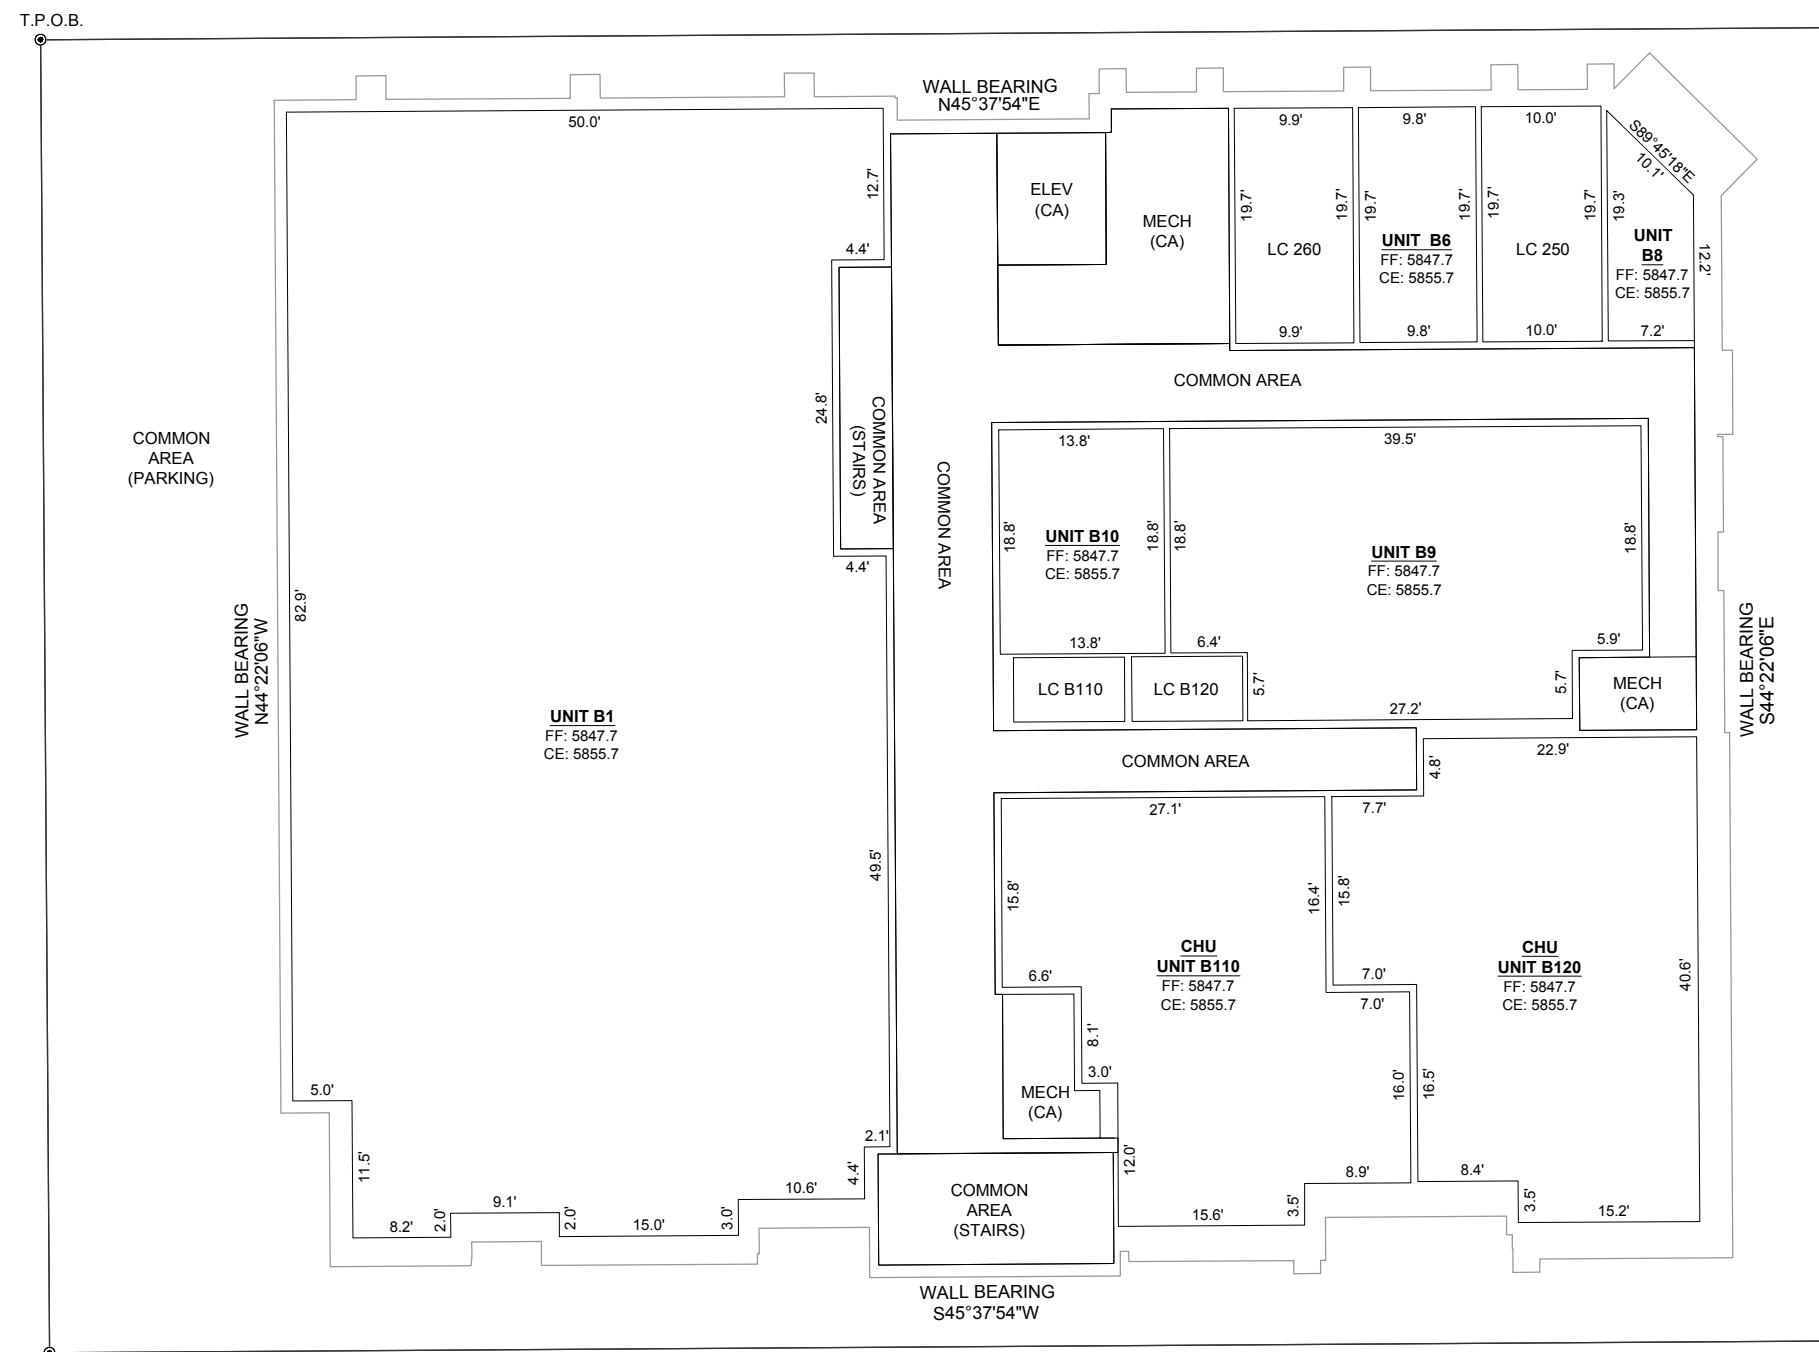 T.P.O.B.
WALL BEARING
N45°37'54"E
50.0'
12.7'
4.4'
24.8'
COMMON AREA
(STAIRS)
4.4'
82.9'
49.5'
UNIT B1
FF: 5847.7
CE: 5855.7
5.0'
11.5'
8.2'
2.0'
9.1'
2.0'
15.0'
3.0'
10.6'
4.4'
2.1'
COMMON
AREA
(PARKING)
WALL BEARING
N44°22'06"W
COMMON AREA
ELEV
(CA)
MECH
(CA)
9.9'
19.7'
19.7'
LC 260
9.9'
9.8'
19.7'
19.7'
UNIT B6
FF: 5847.7
CE: 5855.7
9.8'
10.0'
19.7'
19.7'
LC 250
10.0'
S89°45'18"E
10.1'
19.3'
UNIT
B8
FF: 5847.7
CE: 5855.7
12.2'
7.2'
COMMON AREA
13.8'
18.8'
18.8'
UNIT B10
FF: 5847.7
CE: 5855.7
13.8'
39.5'
18.8'
18.8'
UNIT B9
FF: 5847.7
CE: 5855.7
6.4'
5.7'
27.2'
5.7'
5.9'
LC B110
LC B120
MECH
(CA)
WALL BEARING
S44°22'06"E
COMMON AREA
22.9'
4.8'
7.7'
27.1'
15.8'
16.4'
15.8'
CHU
UNIT B110
FF: 5847.7
CE: 5855.7
6.6'
8.1'
3.0'
MECH
(CA)
12.0'
7.0'
7.0'
16.0'
16.5'
8.9'
3.5'
15.6'
CHU
UNIT B120
FF: 5847.7
CE: 5855.7
40.6'
8.4'
3.5'
15.2'
COMMON
AREA
(STAIRS)
WALL BEARING
S45°37'54"W